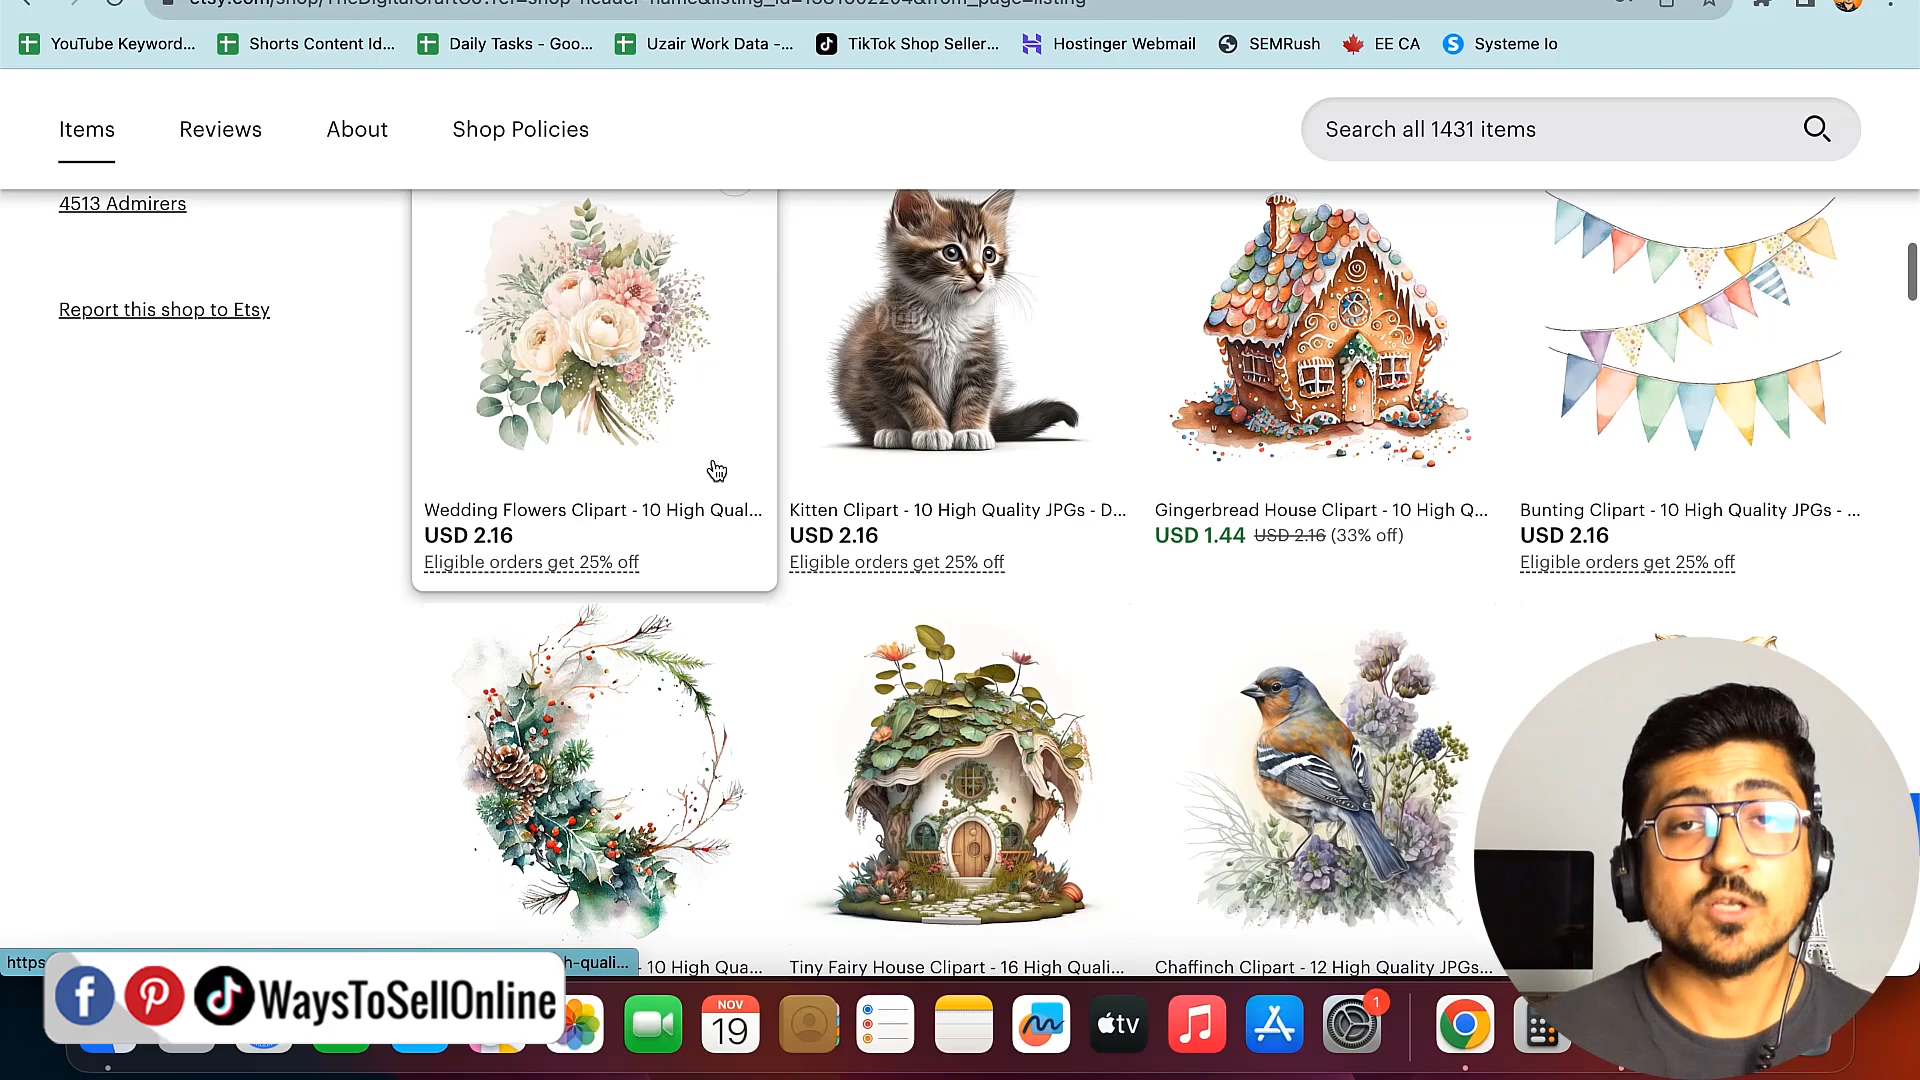 YouTube Keyword...
Shorts Content Id...
Daily Tasks - Goo...
Uzair Work Data -...
TikTok Shop Seller...
Hostinger Webmail
SEMRush
EE CA
Systeme Io
Items
Reviews
About
Shop Policies
Search all 1431 items
4513 Admirers
Report this shop to Etsy
Wedding Flowers Clipart - 10 High Qual...
USD 2.16
Eligible orders get 25% off
Kitten Clipart - 10 High Quality JPGs - D...
USD 2.16
Eligible orders get 25% off
Gingerbread House Clipart - 10 High Q...
USD 1.44 USD 2.16 (33% off)
Bunting Clipart - 10 High Quality JPGs - ...
USD 2.16
Eligible orders get 25% off
https
h-quali...
- 10 High Qua...
Tiny Fairy House Clipart - 16 High Quali...
Chaffinch Clipart - 12 High Quality JPGs...
WaysToSellOnline
NOV
19
tv
1